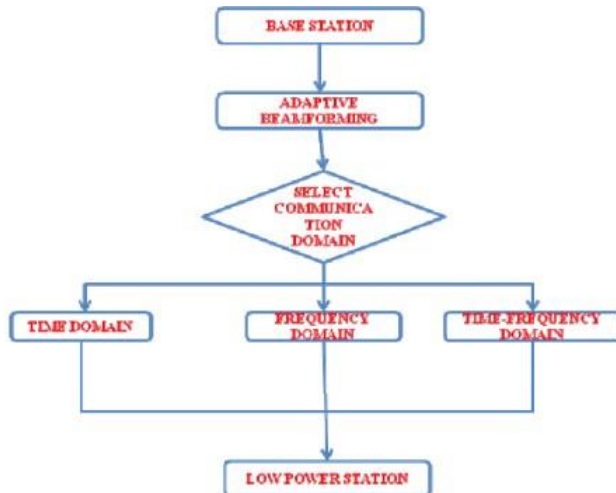 BASE STATION
ADAPTIVE
BEAMFORMING
SELECT
COMMUNICA
TION
DOMAIN
TIME DOMAIN
FREQUENCY
DOMAIN
TIME-FREQUENCY
DOMAIN
LOW POWER STATION